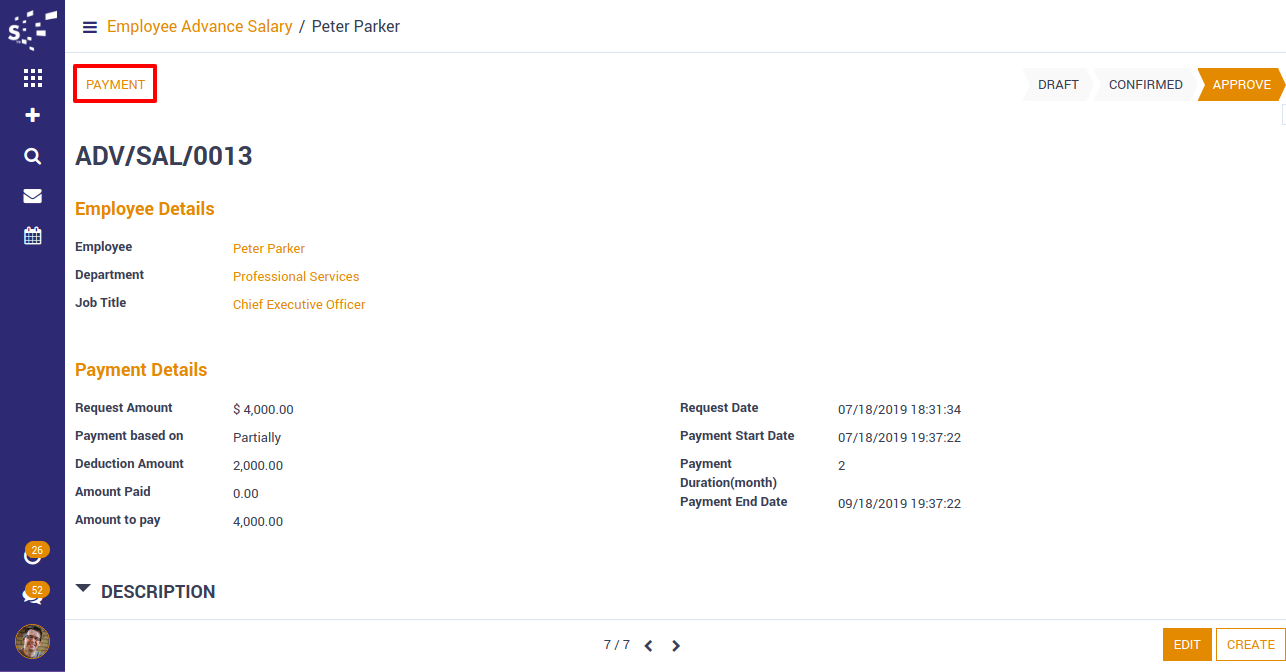 S
Employee Advance Salary / Peter Parker
PAYMENT
DRAFT CONFIRMED APPROVE
ADV/SAL/0013
Employee Details
Employee Peter Parker
Department Professional Services
Job Title Chief Executive Officer
Payment Details
Request Amount $ 4,000.00
Payment based on Partially
Deduction Amount 2,000.00
Amount Paid 0.00
Amount to pay 4,000.00
Request Date 07/18/2019 18:31:34
Payment Start Date 07/18/2019 19:37:22
Payment 2
Duration(month)
Payment End Date 09/18/2019 19:37:22
DESCRIPTION
26
52
7 / 7
EDIT CREATE